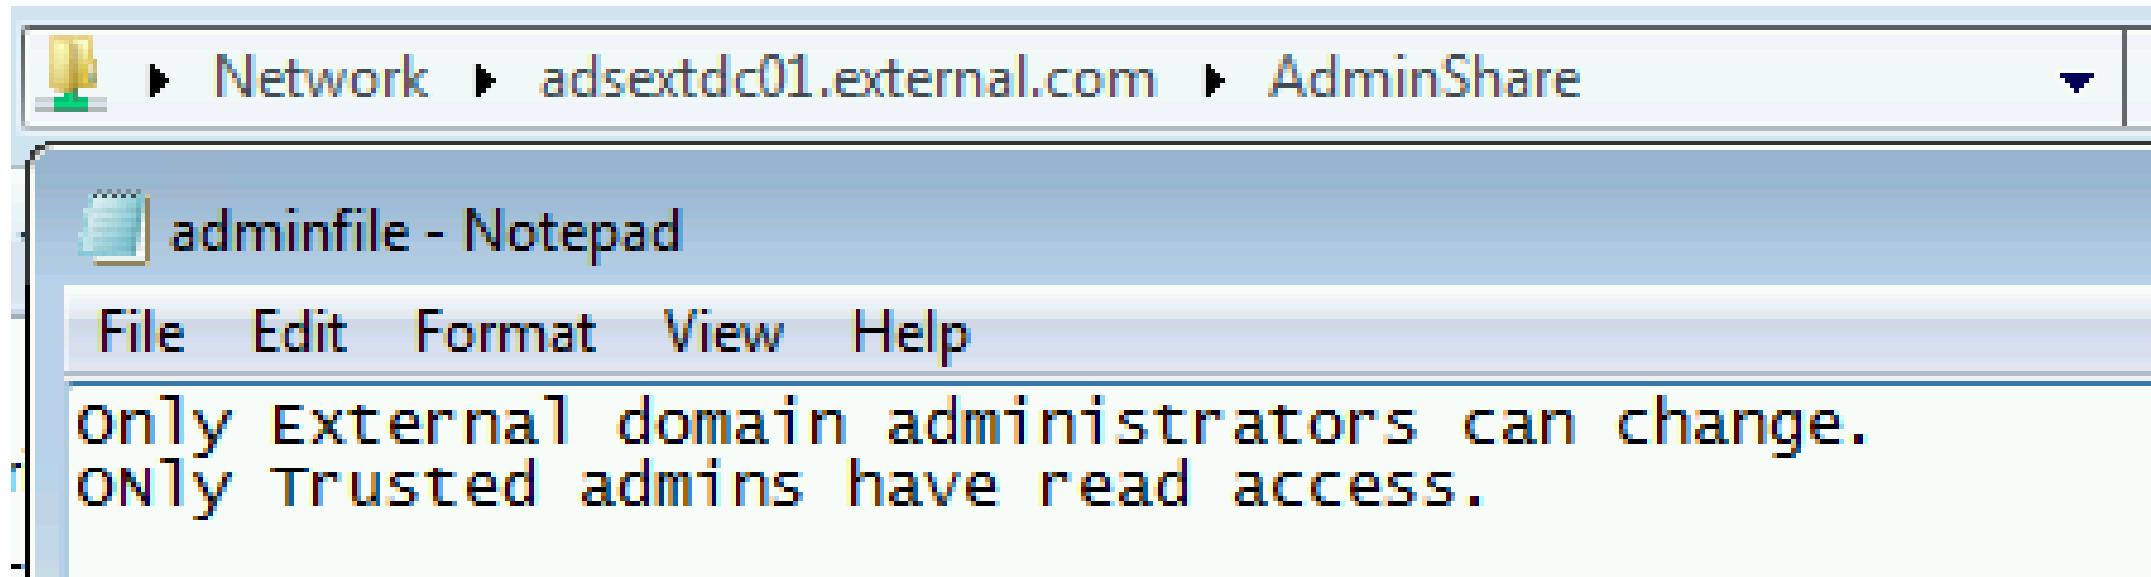 Network adsextdc01.external.com AdminShare
adminfile - Notepad
File Edit Format View Help
Only External domain administrators can change.
ONly Trusted admins have read access.